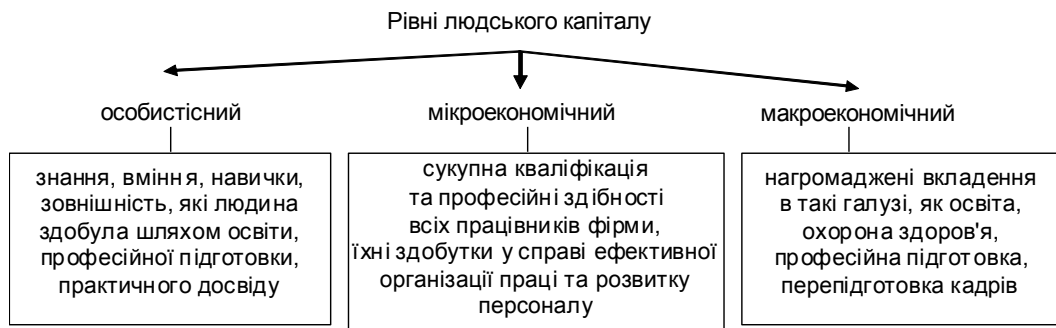 Рівні людського капіталу
особистісний
мікроекономічний
макроекономічний
знання, вміння, навички,
зовнішність, які людина
здобула шляхом освіти,
професійної підготовки,
практичного досвіду
сукупна кваліфікація
та професійні здібності
всіх працівників фірми,
їхні здобутки у справі ефективної
організації праці та розвитку
персоналу
нагромаджені вкладення
в такі галузі, як освіта,
охорона здоров'я,
професійна підготовка,
перепідготовка кадрів